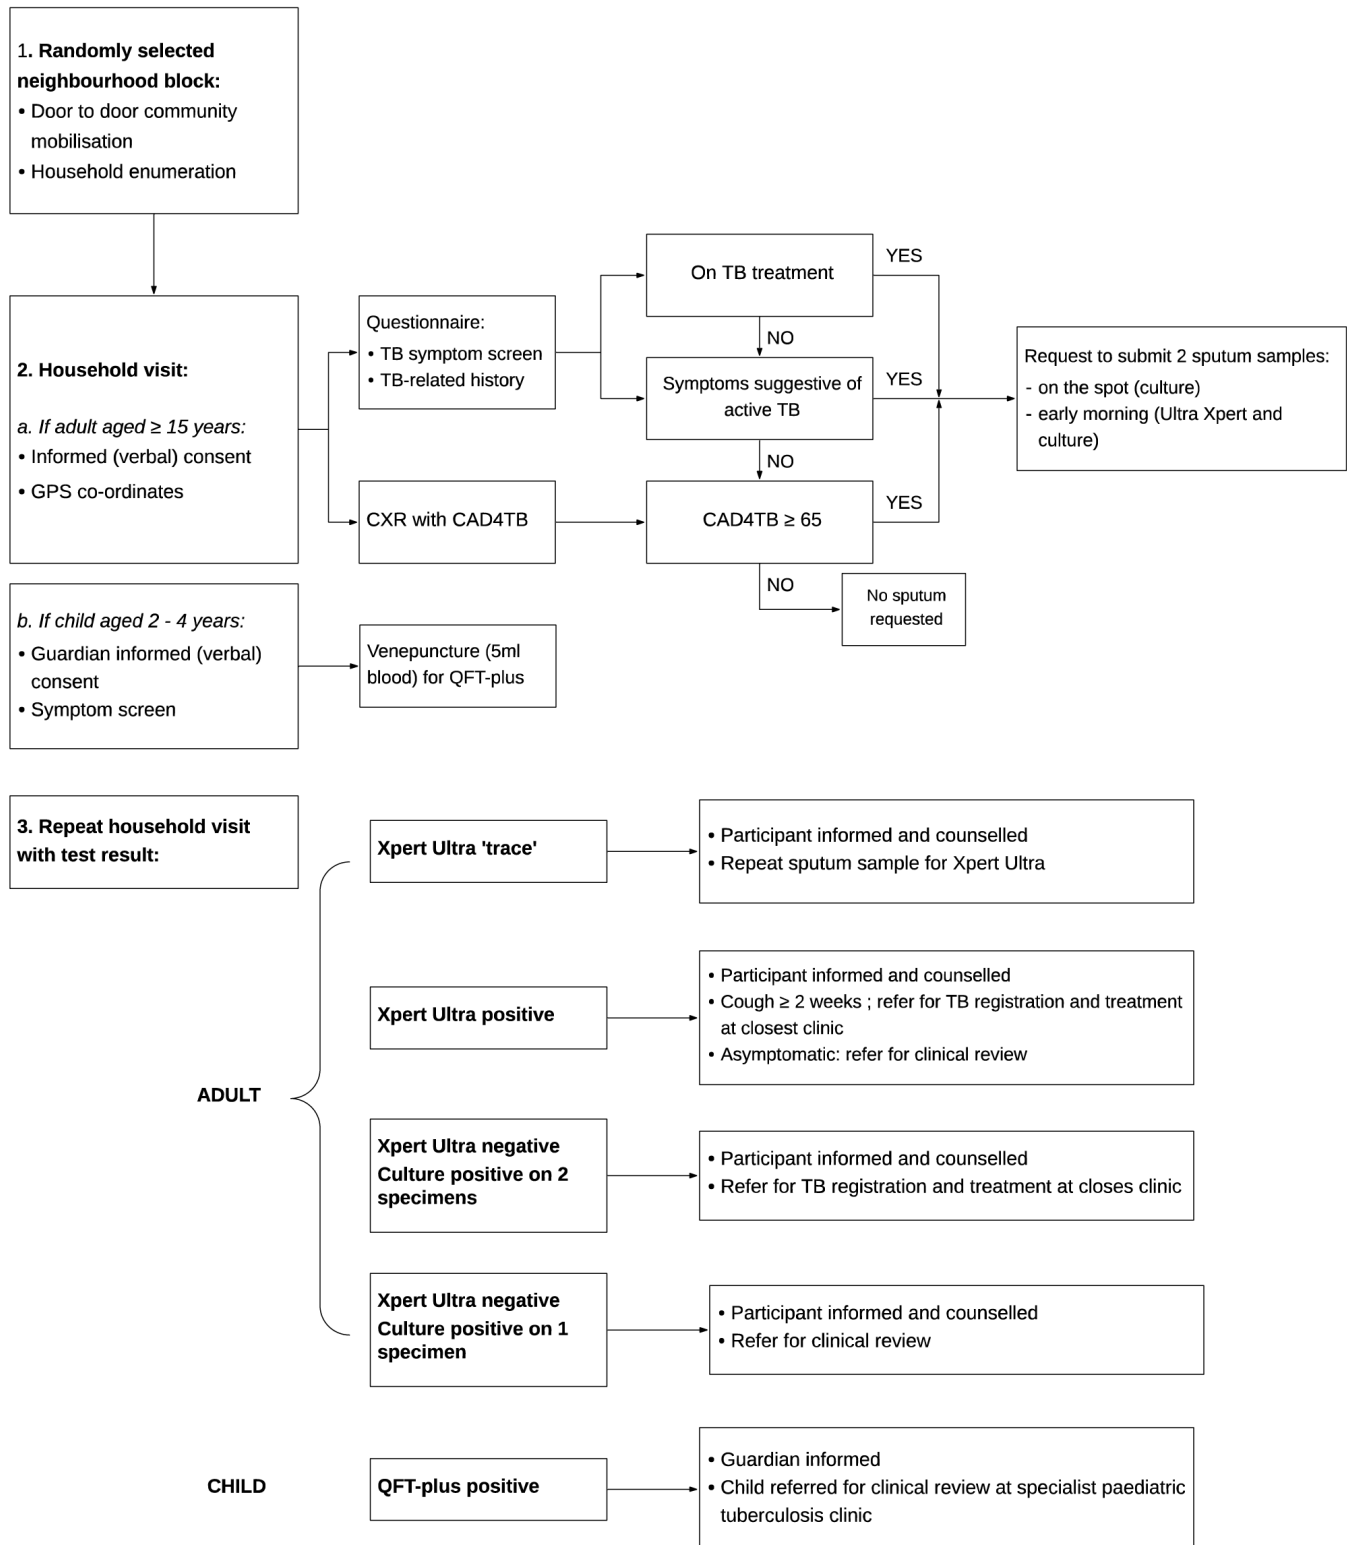 1. Randomly selected
neighbourhood block:
• Door to door community
mobilisation
• Household enumeration
2. Household visit:
a. If adult aged ≥ 15 years:
• Informed (verbal) consent
• GPS co-ordinates
Questionnaire:
• TB symptom screen
• TB-related history
CXR with CAD4TB
On TB treatment
YES
NO
Symptoms suggestive of
active TB
YES
NO
CAD4TB ≥ 65
YES
NO
No sputum
requested
Request to submit 2 sputum samples:
- on the spot (culture)
- early morning (Ultra Xpert and
culture)
b. If child aged 2 - 4 years:
• Guardian informed (verbal)
consent
• Symptom screen
Venepuncture (5ml
blood) for QFT-plus
3. Repeat household visit
with test result:
ADULT
Xpert Ultra 'trace'
• Participant informed and counselled
• Repeat sputum sample for Xpert Ultra
Xpert Ultra positive
• Participant informed and counselled
• Cough ≥ 2 weeks ; refer for TB registration and treatment
at closest clinic
• Asymptomatic: refer for clinical review
Xpert Ultra negative
Culture positive on 2
specimens
• Participant informed and counselled
• Refer for TB registration and treatment at closes clinic
Xpert Ultra negative
Culture positive on 1
specimen
• Participant informed and counselled
• Refer for clinical review
CHILD
QFT-plus positive
• Guardian informed
• Child referred for clinical review at specialist paediatric
tuberculosis clinic